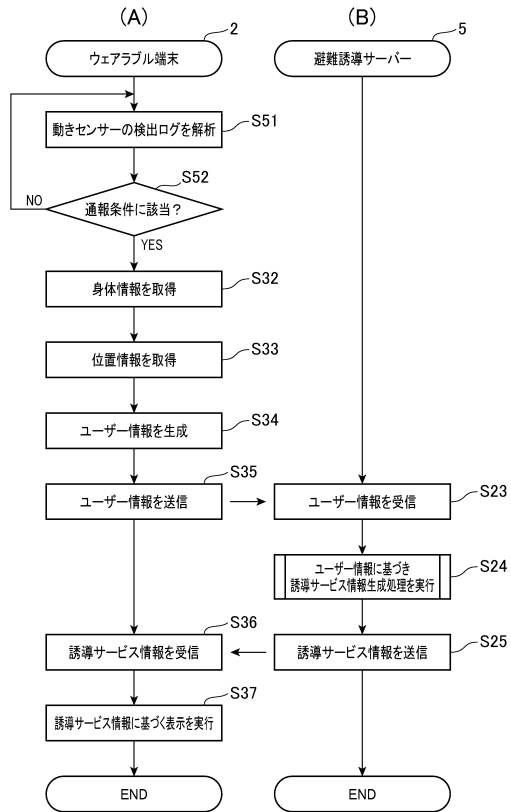 (A)
(B)
2
5
ウェアラブル端末
避難誘導サーバー
動きセンサーの検出ログを解析
S51
S52
通報条件に該当？
NO
YES
身体情報を取得
S32
位置情報を取得
S33
ユーザー情報を生成
S34
S35
ユーザー情報を送信
ユーザー情報を受信
S23
ユーザー情報に基づき
誘導サービス情報生成処理を実行
S24
S36
誘導サービス情報を受信
誘導サービス情報を送信
S25
S37
誘導サービス情報に基づく表示を実行
END
END